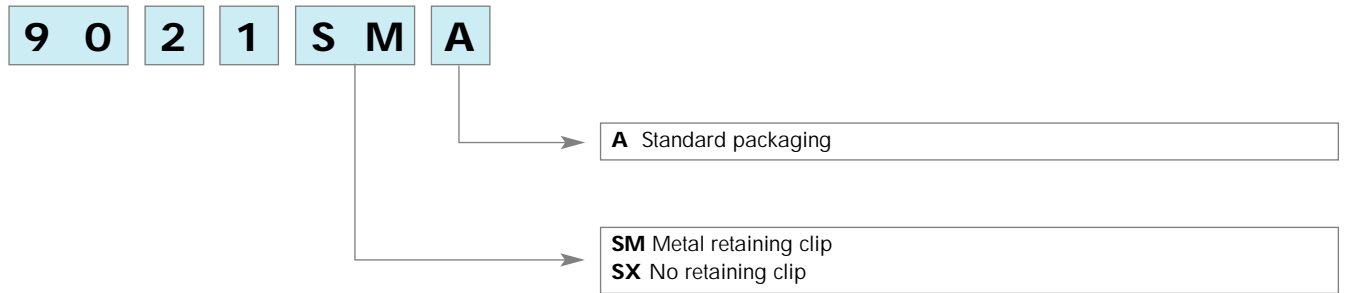 9 0 2 1 S M A
A Standard packaging
SM Metal retaining clip
SX No retaining clip